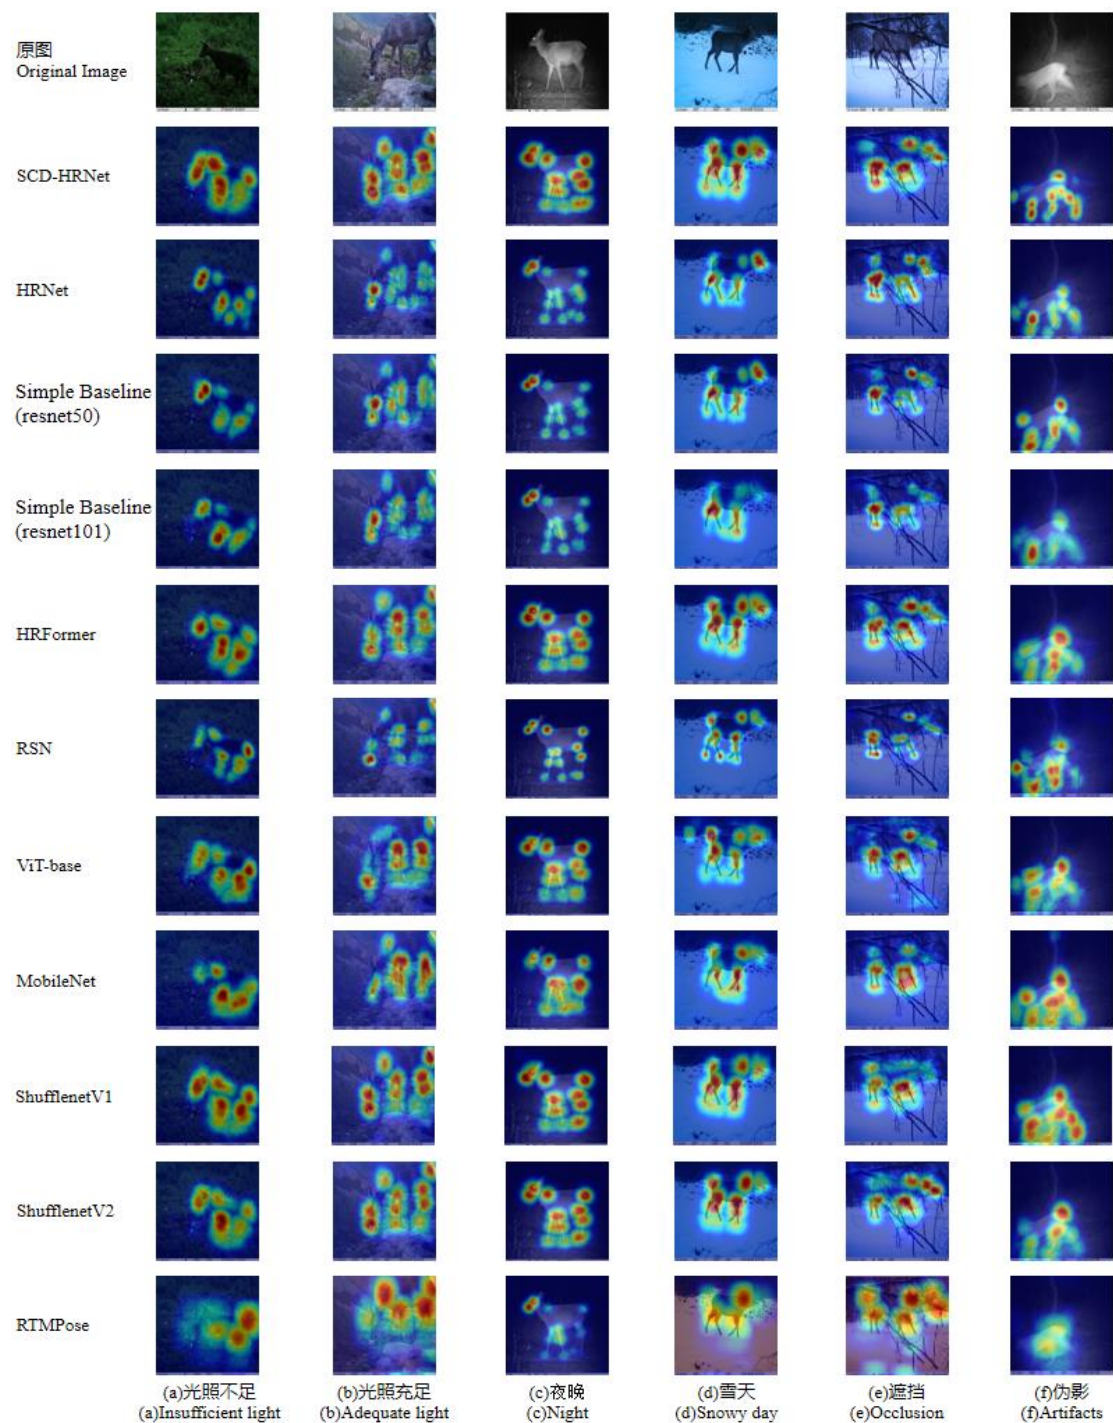 原图
Original Image
SCD-HRNet
HRNet
Simple Baseline
(resnet50)
Simple Baseline
(resnet101)
HRFormer
RSN
ViT-base
MobileNet
ShufflenetV1
ShufflenetV2
RTMPose
(a)光照不足 (b)光照充足 (c)夜晚 (d)雪天 (e)遮挡 (f)伪影
(a)Insufficient light (b)Adequate light (c)Night (d)Snowy day (e)Occlusion (f)Artifacts